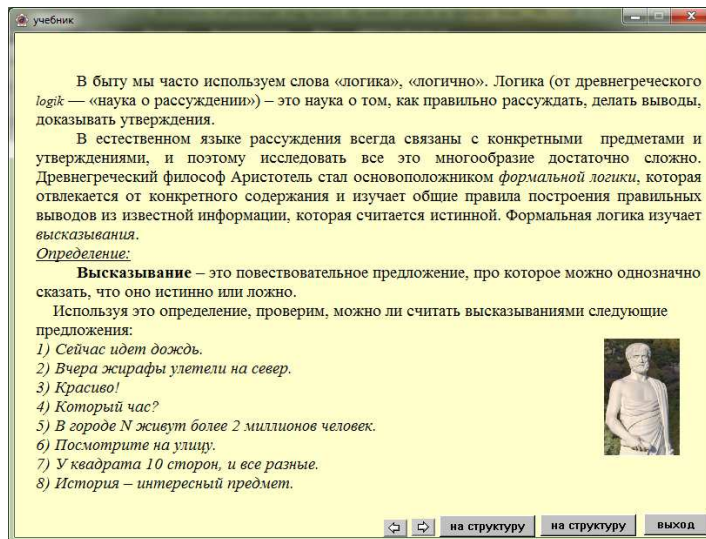 учебник
В быту мы часто используем слова «логика», «логично». Логика (от древнегреческого
logik — «наука о рассуждении») – это наука о том, как правильно рассуждать, делать выводы,
доказывать утверждения.
В естественном языке рассуждения всегда связаны с конкретными предметами и
утверждениями, и поэтому исследовать все это многообразие достаточно сложно.
Древнегреческий философ Аристотель стал основоположником формальной логики, которая
отвлекается от конкретного содержания и изучает общие правила построения правильных
выводов из известной информации, которая считается истинной. Формальная логика изучает
высказывания.
Определение:
Высказывание – это повествовательное предложение, про которое можно однозначно
сказать, что оно истинно или ложно.
Используя это определение, проверим, можно ли считать высказываниями следующие
предложения:
1) Сейчас идет дождь.
2) Вчера жирафы улетели на север.
3) Красиво!
4) Который час?
5) В городе N живут более 2 миллионов человек.
6) Посмотрите на улицу.
7) У квадрата 10 сторон, и все разные.
8) История – интересный предмет.
на структуру на структуру выход